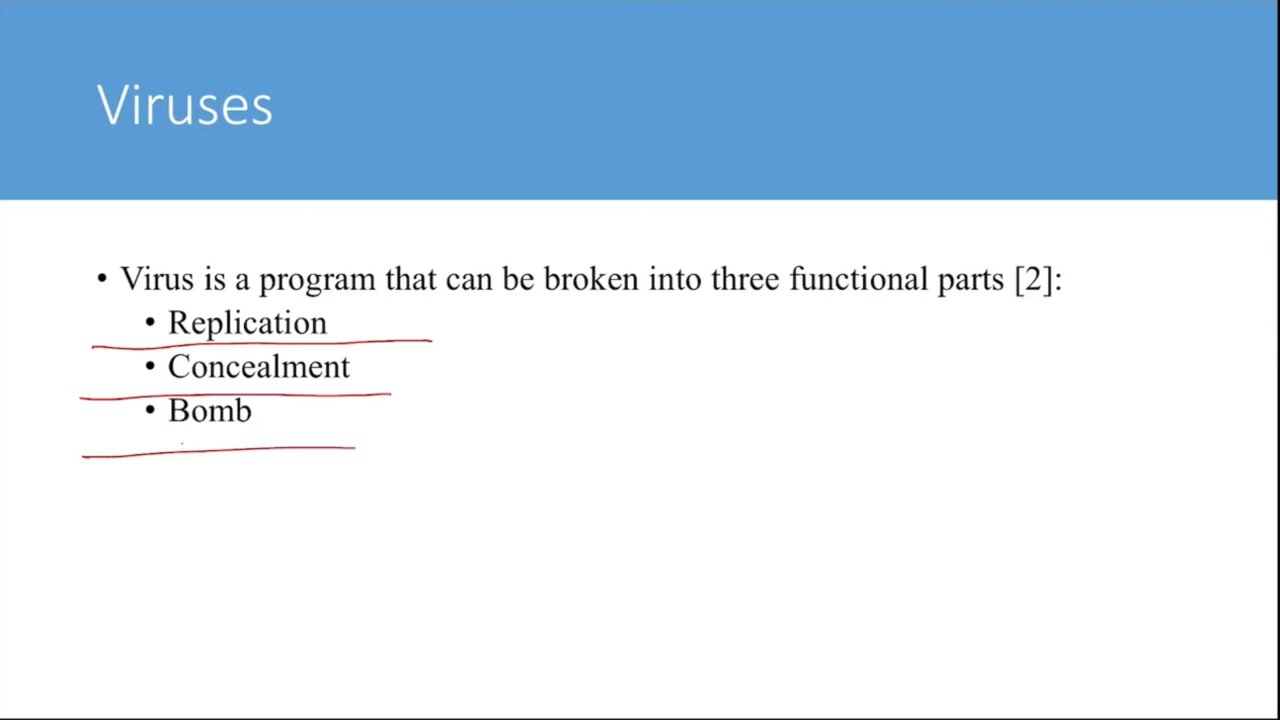 Viruses
• Virus is a program that can be broken into three functional parts [2]:
• Replication
• Concealment
• Bomb